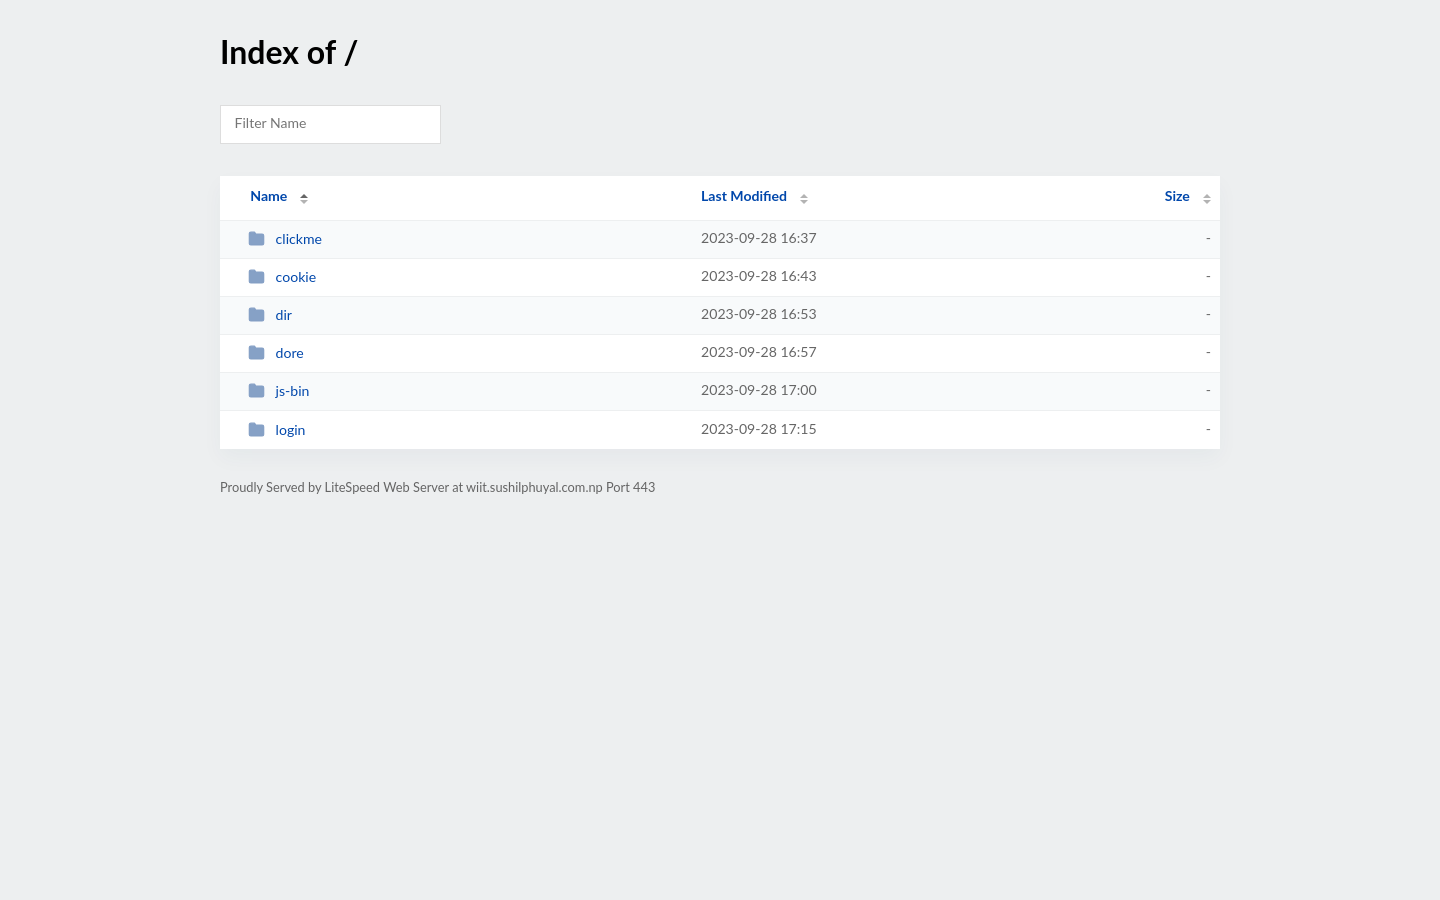 Index of /
Filter Name
Name Last Modified Size
clickme 2023-09-28 16:37 -
cookie 2023-09-28 16:43 -
dir 2023-09-28 16:53 -
dore 2023-09-28 16:57 -
js-bin 2023-09-28 17:00 -
login 2023-09-28 17:15 -
Proudly Served by LiteSpeed Web Server at wiit.sushilphuyal.com.np Port 443